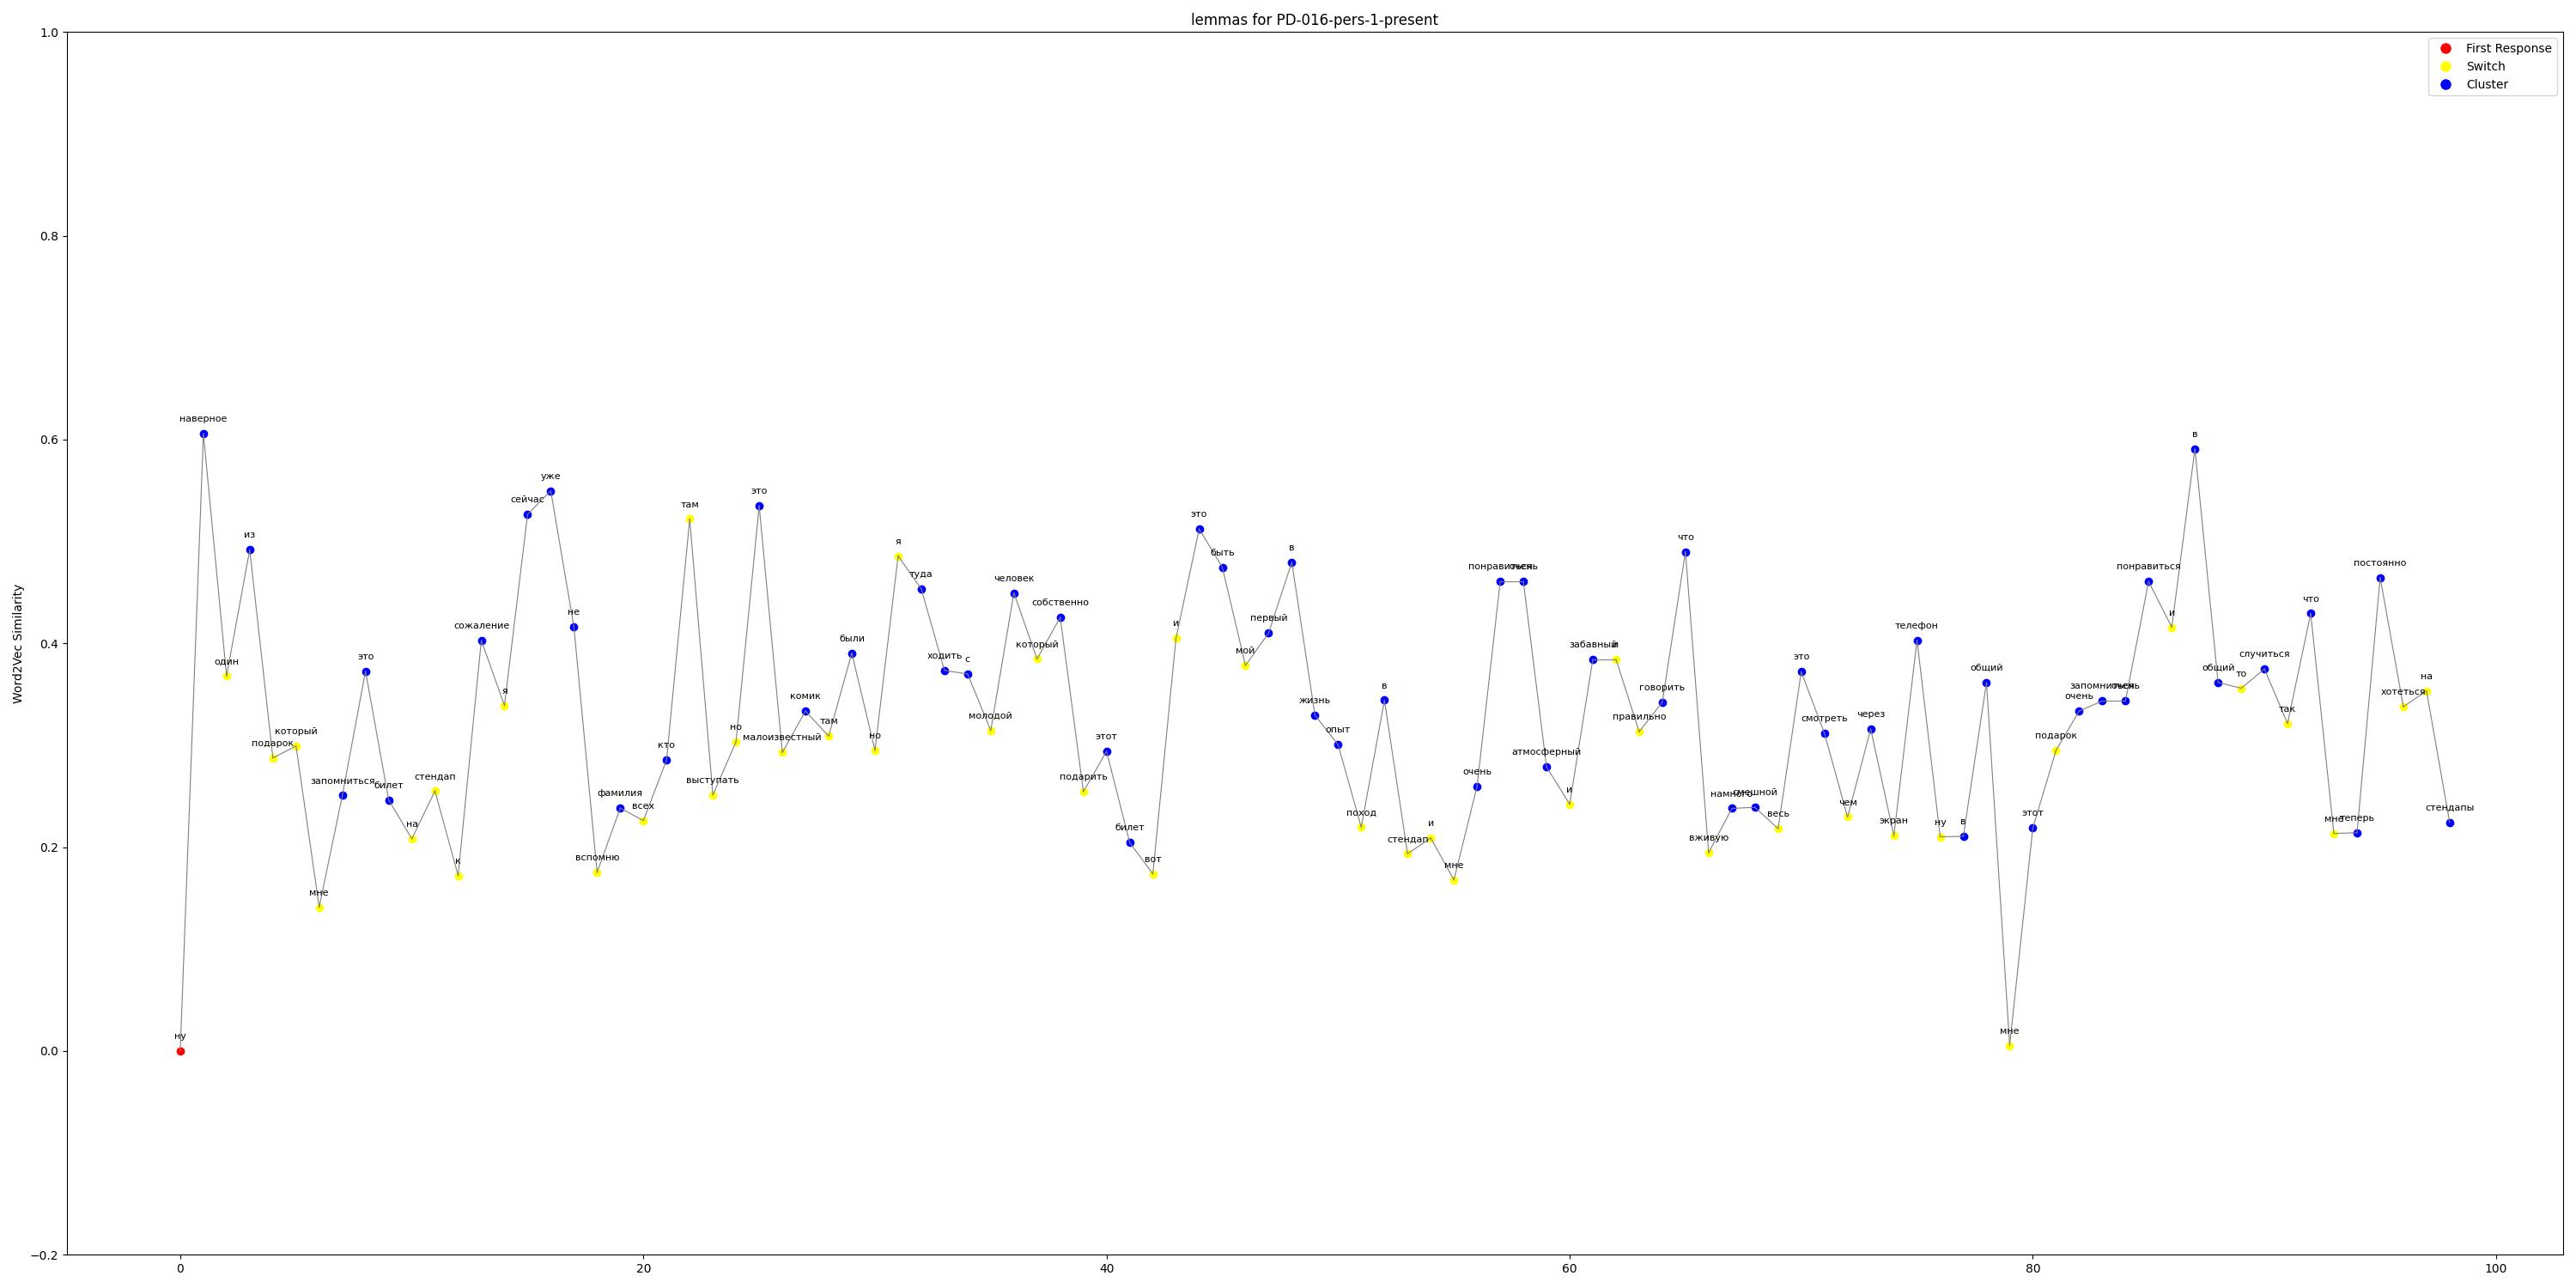 lemmas for PD-016-pers-1-present
First Response
Switch
Cluster
Word2Vec Similarity
1.0
0.8
0.6
0.4
0.2
0.0
−0.2
ну
наверное
один
из
подарок
который
мне
запомниться
это
билет
на
стендап
к
сожаление
я
сейчас
уже
не
вспомню
фамилия
всех
кто
там
выступать
но
это
малоизвестный
комик
там
были
но
я
туда
ходить
с
молодой
человек
который
собственно
подарить
этот
билет
вот
и
это
быть
мой
первый
в
жизнь
опыт
поход
в
стендап
и
мне
очень
понравиться
очень
атмосферный
и
забавный
и
правильно
говорить
что
вживую
намного
смешной
весь
это
смотреть
чем
через
экран
телефон
ну
в
общий
мне
этот
подарок
очень
запомниться
очень
понравиться
и
в
общий
то
случиться
так
что
мне
теперь
постоянно
хотеться
на
стендапы
0
20
40
60
80
100